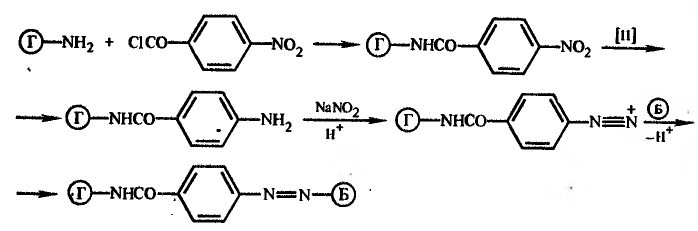 Г—NH₂ + ClCO—NO₂ → Г—NHCO—NO₂ [H] →
→ Г—NHCO—NH₂ NaNO₂ H⁺ → Г—NHCO—N≡N⁺ Б −H⁺ →
→ Г—NHCO—N=N—Б